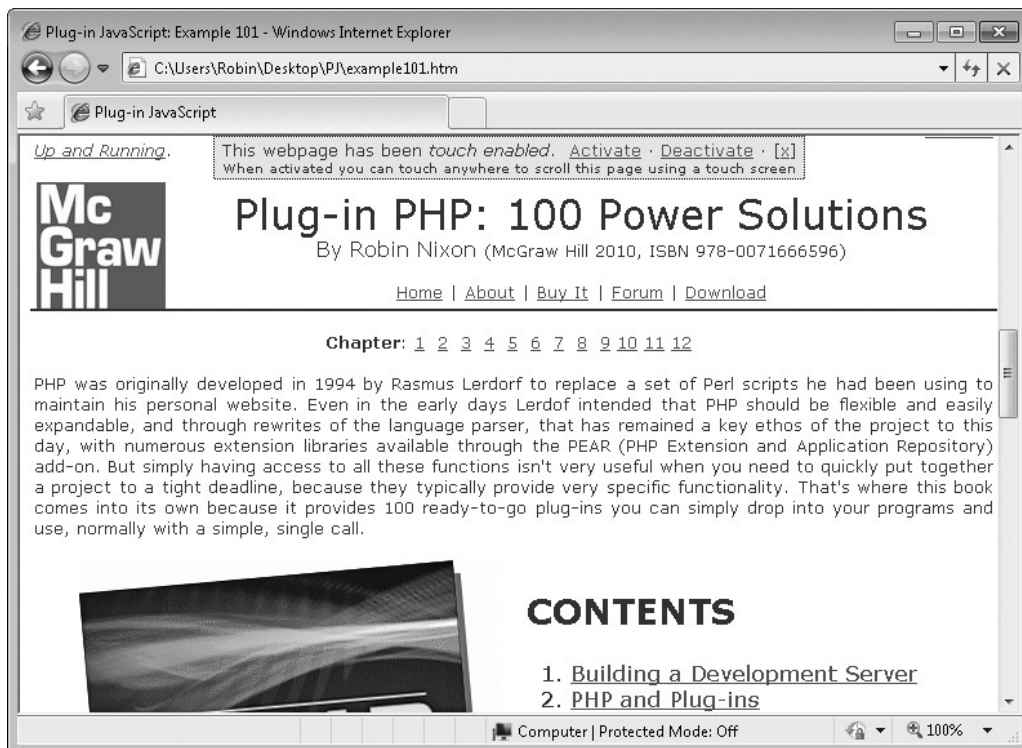 Plug-in JavaScript: Example 101 - Windows Internet Explorer
C:\Users\Robin\Desktop\PJ\example101.htm
Plug-in JavaScript
Up and Running.
This webpage has been touch enabled. Activate · Deactivate · [x]
When activated you can touch anywhere to scroll this page using a touch screen
Mc
Graw
Hill
Plug-in PHP: 100 Power Solutions
By Robin Nixon (McGraw Hill 2010, ISBN 978-0071666596)
Home | About | Buy It | Forum | Download
Chapter: 1 2 3 4 5 6 7 8 9 10 11 12
PHP was originally developed in 1994 by Rasmus Lerdorf to replace a set of Perl scripts he had been using to
maintain his personal website. Even in the early days Lerdof intended that PHP should be flexible and easily
expandable, and through rewrites of the language parser, that has remained a key ethos of the project to this
day, with numerous extension libraries available through the PEAR (PHP Extension and Application Repository)
add-on. But simply having access to all these functions isn't very useful when you need to quickly put together
a project to a tight deadline, because they typically provide very specific functionality. That's where this book
comes into its own because it provides 100 ready-to-go plug-ins you can simply drop into your programs and
use, normally with a simple, single call.
CONTENTS
1. Building a Development Server
2. PHP and Plug-ins
Computer | Protected Mode: Off
100%